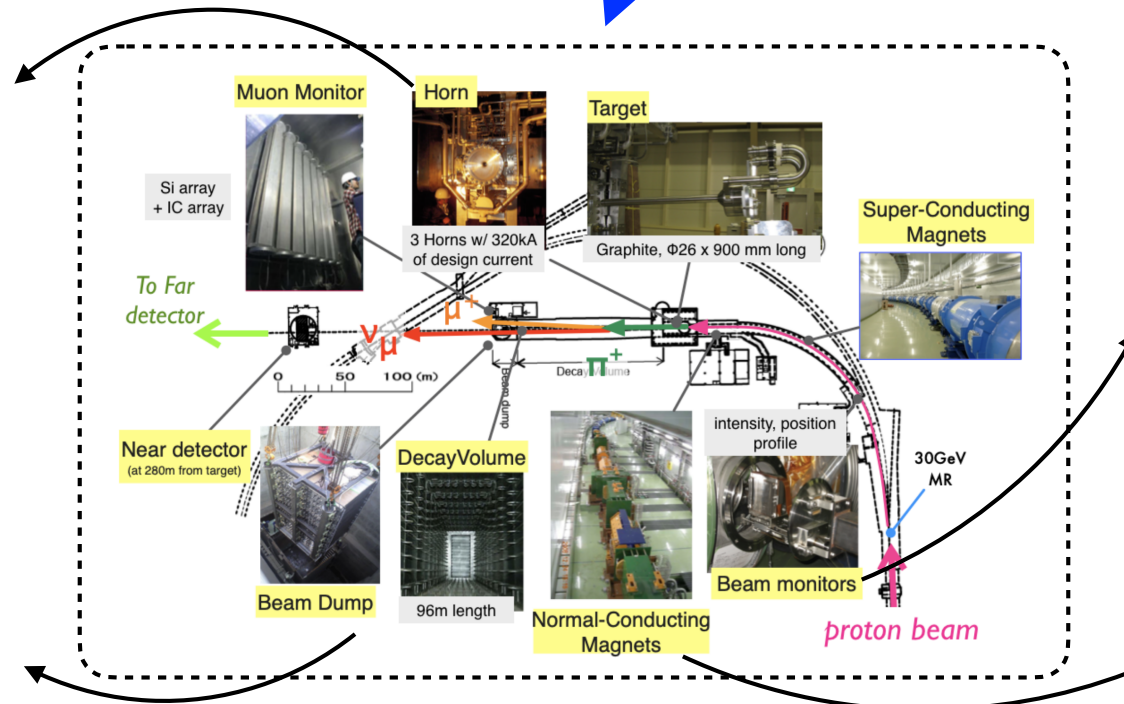 Muon Monitor
Horn
Target
Si array
+ IC array
3 Horns w/ 320kA
of design current
Graphite, Φ26 x 900 mm long
Super-Conducting
Magnets
To Far
detector
μ+
νμ
π+
0 50 100 (m)
Decay Volume
Beam dump
Near detector
(at 280m from target)
DecayVolume
intensity, position
profile
30GeV
MR
Beam Dump
96m length
Normal-Conducting
Magnets
Beam monitors
proton beam